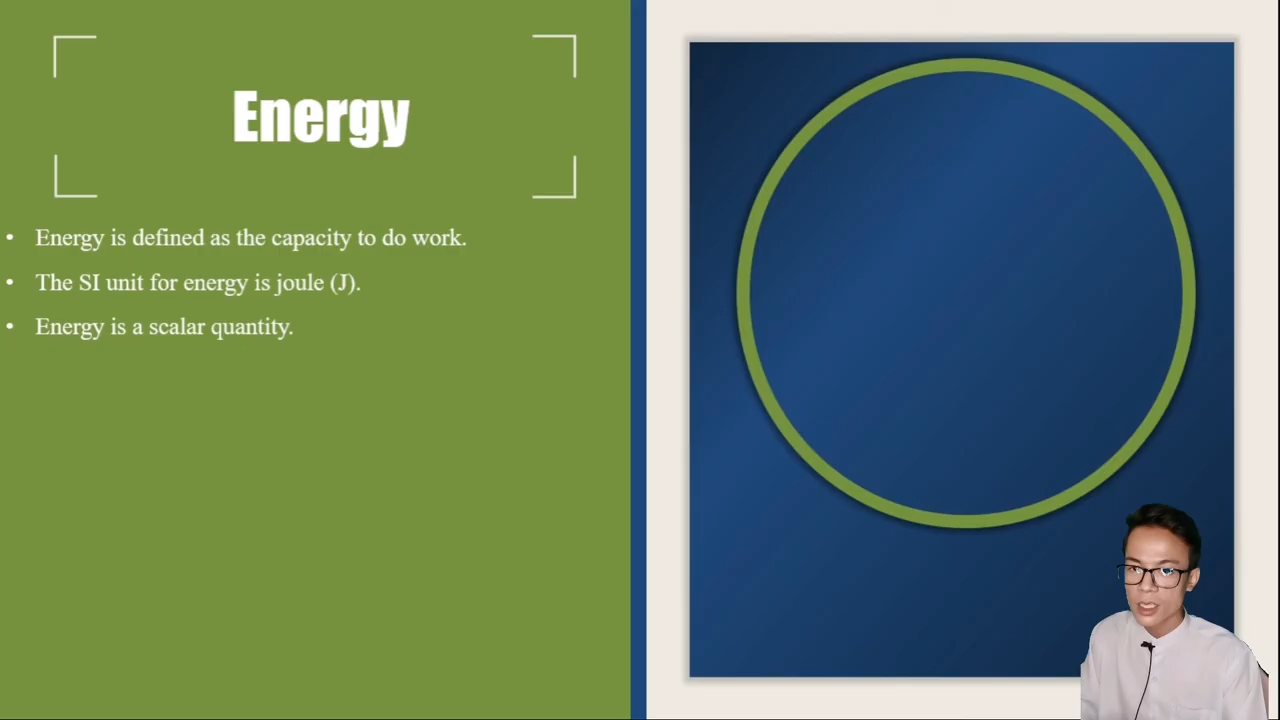 Energy
• Energy is defined as the capacity to do work.
• The SI unit for energy is joule (J).
• Energy is a scalar quantity.